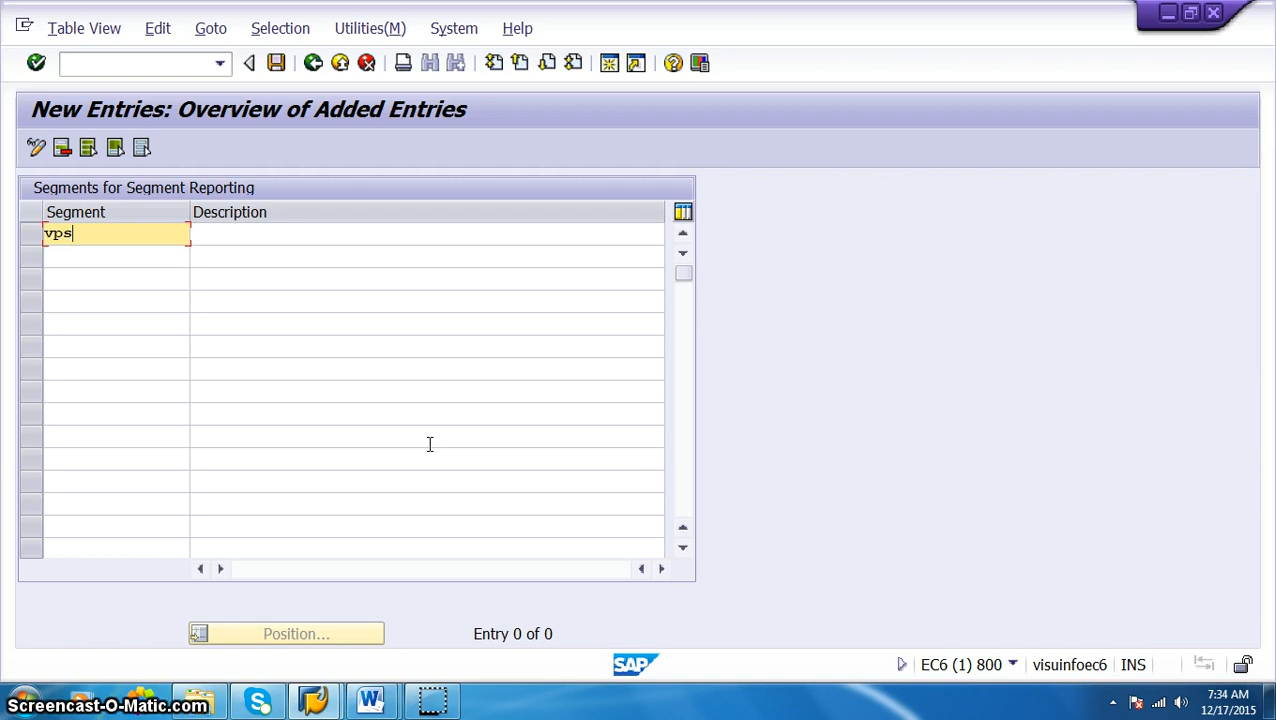 Table View Edit Goto Selection Utilities(M) System Help
New Entries: Overview of Added Entries
Segments for Segment Reporting
Segment Description
vps
Position... Entry 0 of 0
SAP EC6 (1) 800 visuinfoec6 INS
Screencast-O-Matic.com
7:34 AM
12/17/2015